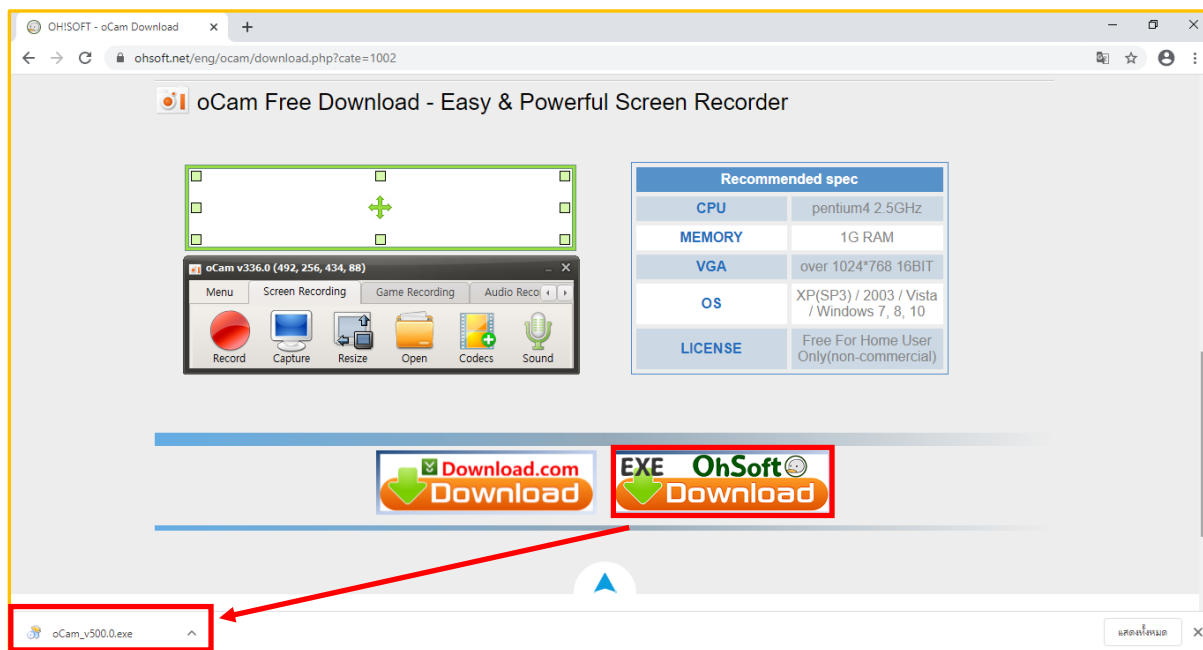 OH!SOFT - oCam Download
ohsoft.net/eng/ocam/download.php?cate=1002
oCam Free Download - Easy & Powerful Screen Recorder
Recommended spec
CPU pentium4 2.5GHz
MEMORY 1G RAM
VGA over 1024*768 16BIT
OS XP(SP3) / 2003 / Vista
/ Windows 7, 8, 10
LICENSE Free For Home User
Only(non-commercial)
oCam v336.0 (492, 256, 434, 88)
Menu Screen Recording Game Recording Audio Reco
Record Capture Resize Open Codecs Sound
Download.com
Download
EXE OhSoft
Download
oCam_v500.0.exe
แสดงทั้งหมด